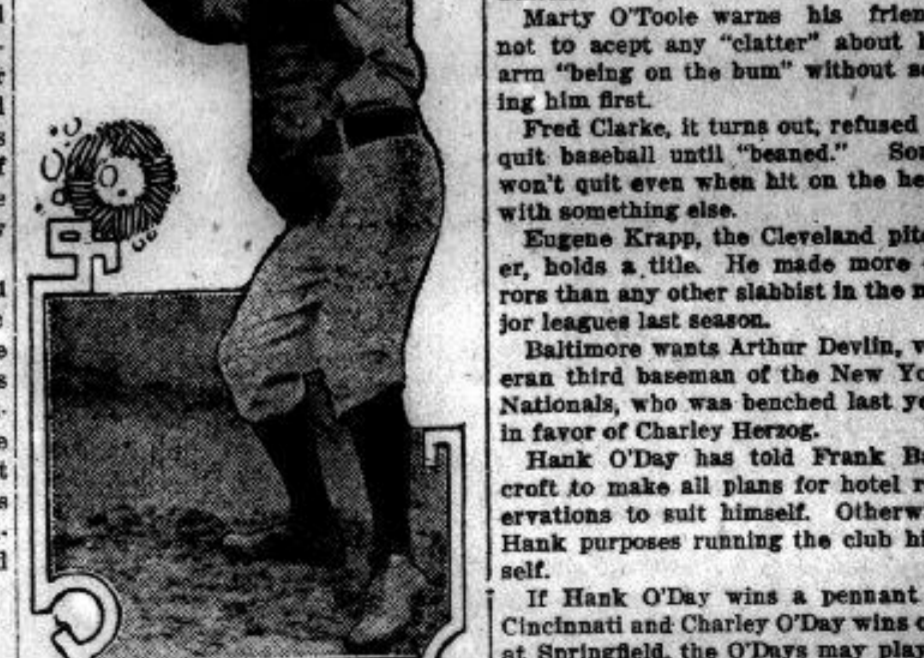 Marty O'Toole warns his
not to acept any "clatter" about
arm "being on the bum" without
ing him first.
Fred Clarke, it turns out, refused
quit baseball until "beaned."
won't quit even when hit on the
with something else.
Eugene Krapp, the Cleveland
er, holds a title. He made more
rors than any other slabbist in the
jor leagues last season.
Baltimore wants Arthur Devlin,
eran third baseman of the New
Nationals, who was benched last
in favor of Charley Herzog.
Hank O'Day has told Frank
croft to make all plans for hotel
ervations to suit himself.
Hank purposes running the club
self.
If Hank O'Day wins a pennant
Cincinnati and Charley O'Day wins
at Springfield, the O'Days may